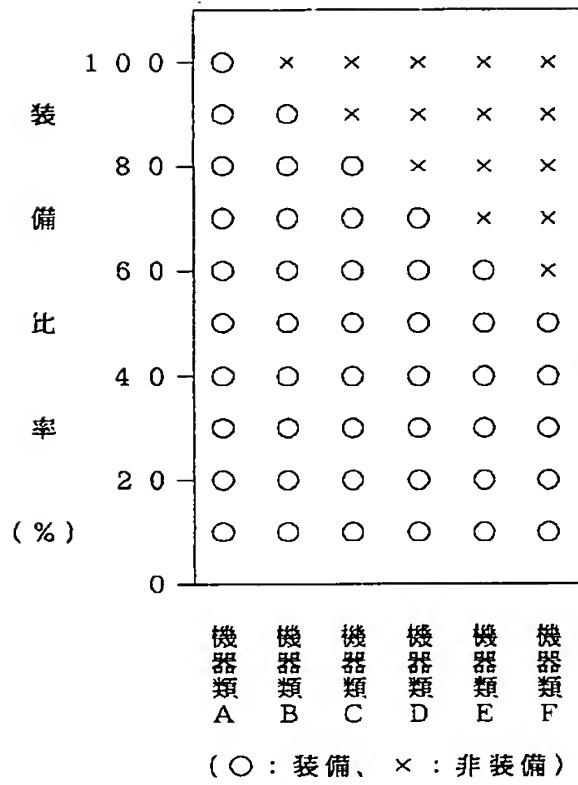 100 ○ × × × × ×
装 ○ ○ × × × ×
80 ○ ○ ○ × × ×
備 ○ ○ ○ ○ × ×
60 ○ ○ ○ ○ ○ ×
比 ○ ○ ○ ○ ○ ○
40 ○ ○ ○ ○ ○ ○
率 ○ ○ ○ ○ ○ ○
20 ○ ○ ○ ○ ○ ○
(%) ○ ○ ○ ○ ○ ○
0
機器類A 機器類B 機器類C 機器類D 機器類E 機器類F
(○:装備、×:非装備)